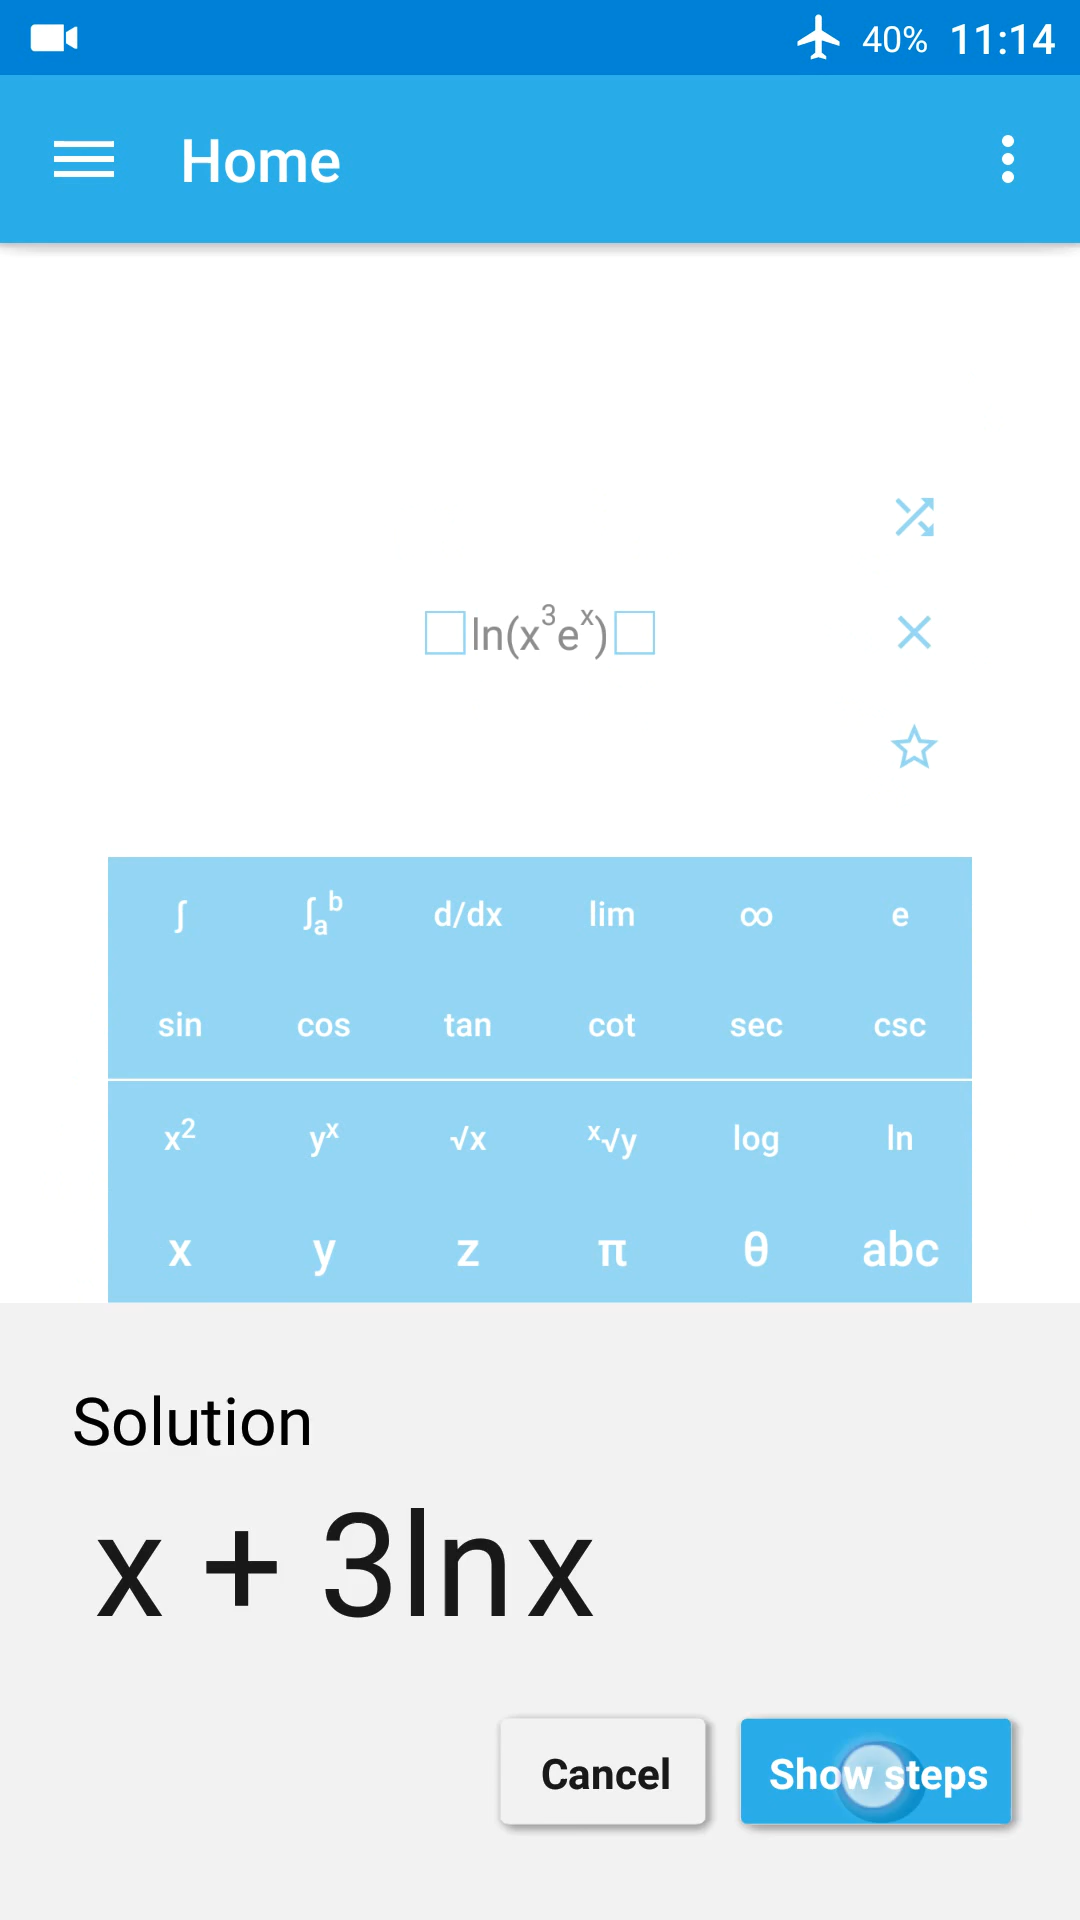 40% 11:14
Home
ln(x³eˣ)
∫ ∫ₐᵇ d/dx lim ∞ e
sin cos tan cot sec csc
x² yˣ √x ˣ√y log ln
x y z π θ abc
Solution
x + 3lnx
Cancel Show steps